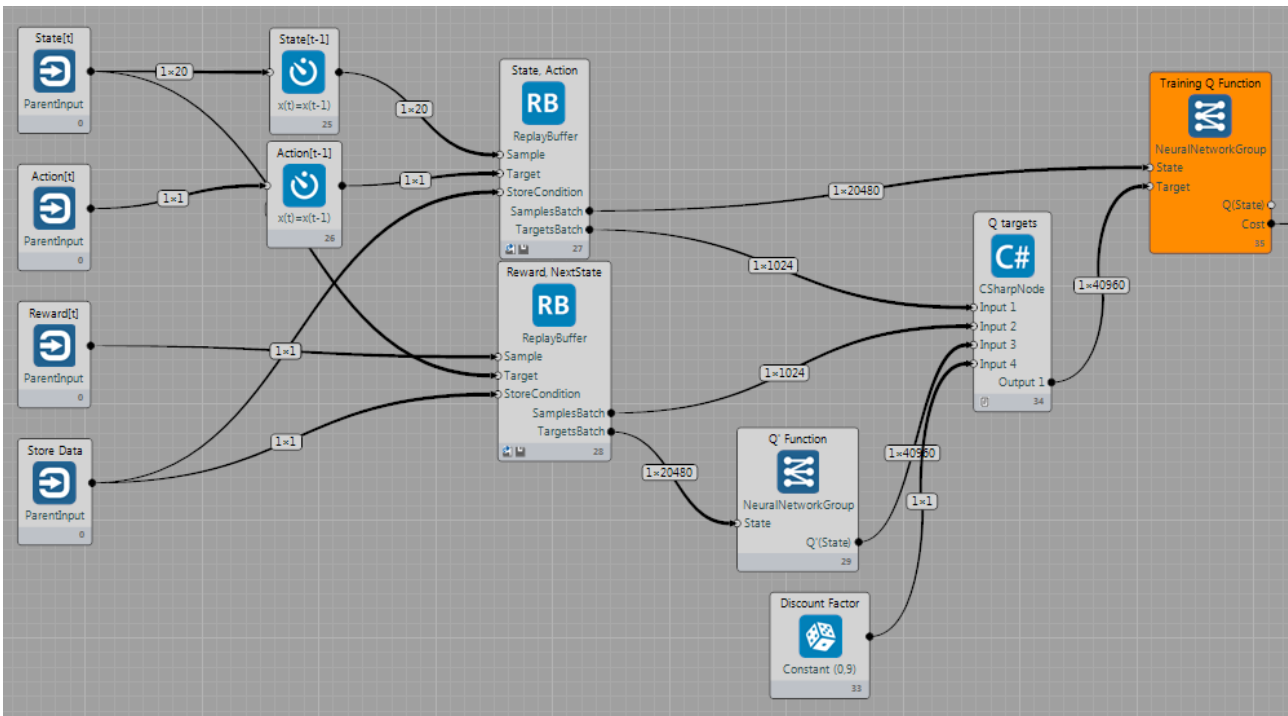 State[t]
ParentInput
0
1×20
State[t-1]
x(t)=x(t-1)
25
1×20
Action[t]
ParentInput
0
1×1
Action[t-1]
x(t)=x(t-1)
26
1×1
Reward[t]
ParentInput
0
1×1
Store Data
ParentInput
0
1×1
State, Action
RB
ReplayBuffer
Sample
Target
StoreCondition
SamplesBatch
TargetsBatch
27
Reward, NextState
RB
ReplayBuffer
Sample
Target
StoreCondition
SamplesBatch
TargetsBatch
28
1×20480
1×1024
1×1024
1×20480
Q' Function
NeuralNetworkGroup
State
Q'(State)
29
Discount Factor
Constant (0,9)
33
1×40960
1×1
Q targets
C#
CSharpNode
Input 1
Input 2
Input 3
Input 4
Output 1
34
1×40960
Training Q Function
NeuralNetworkGroup
State
Target
Q(State)
Cost
35